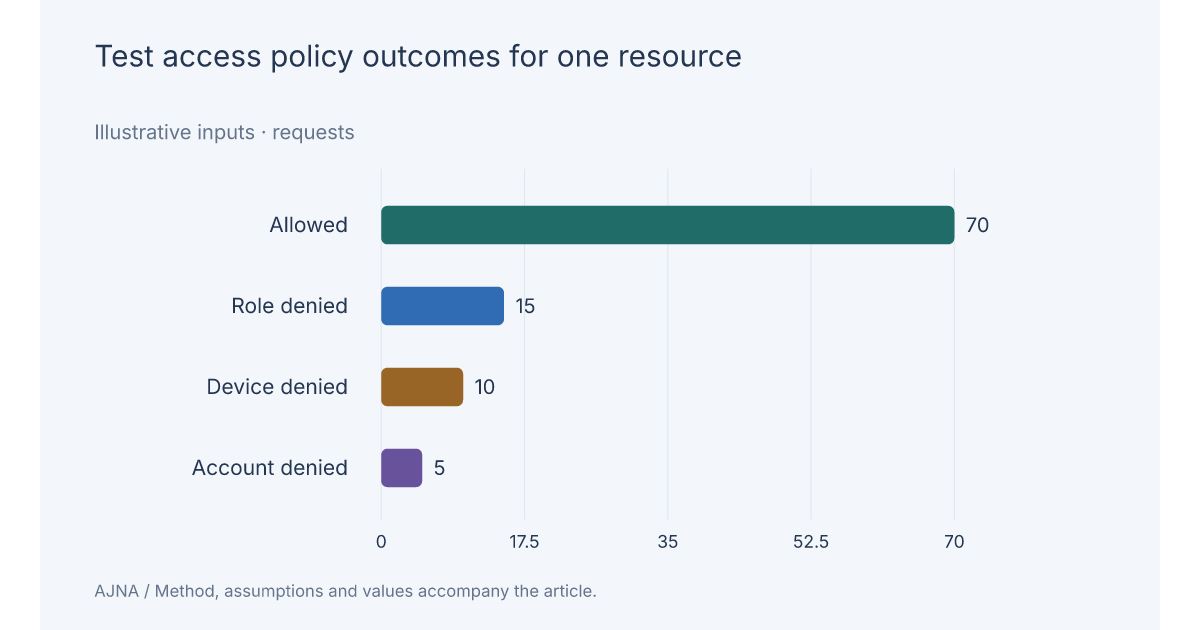 Test access policy outcomes for one resource
Illustrative inputs · requests
Allowed 70
Role denied 15
Device denied 10
Account denied 5
0 17.5 35 52.5 70
AJNA / Method, assumptions and values accompany the article.